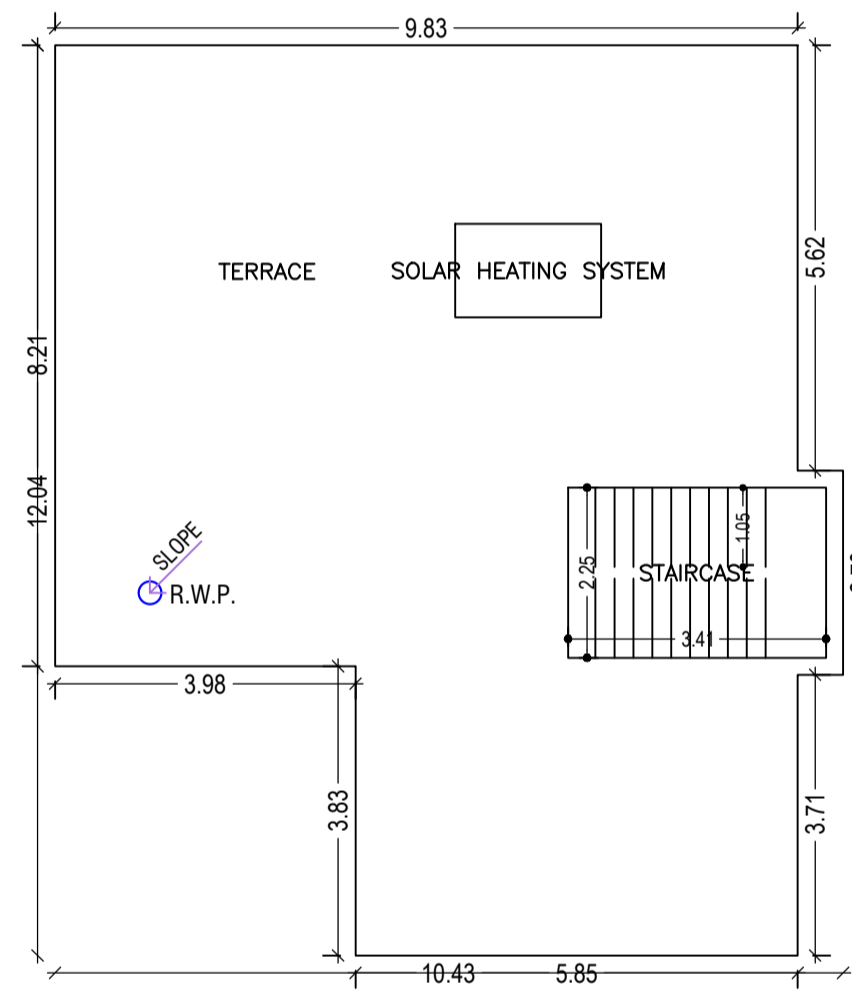 9.83
5.62
TERRACE
SOLAR HEATING SYSTEM
8.21
12.04
1.05
SLOPE
2.25
STAIRCASE
R.W.P.
3.41
3.98
3.83
3.71
10.43
5.85